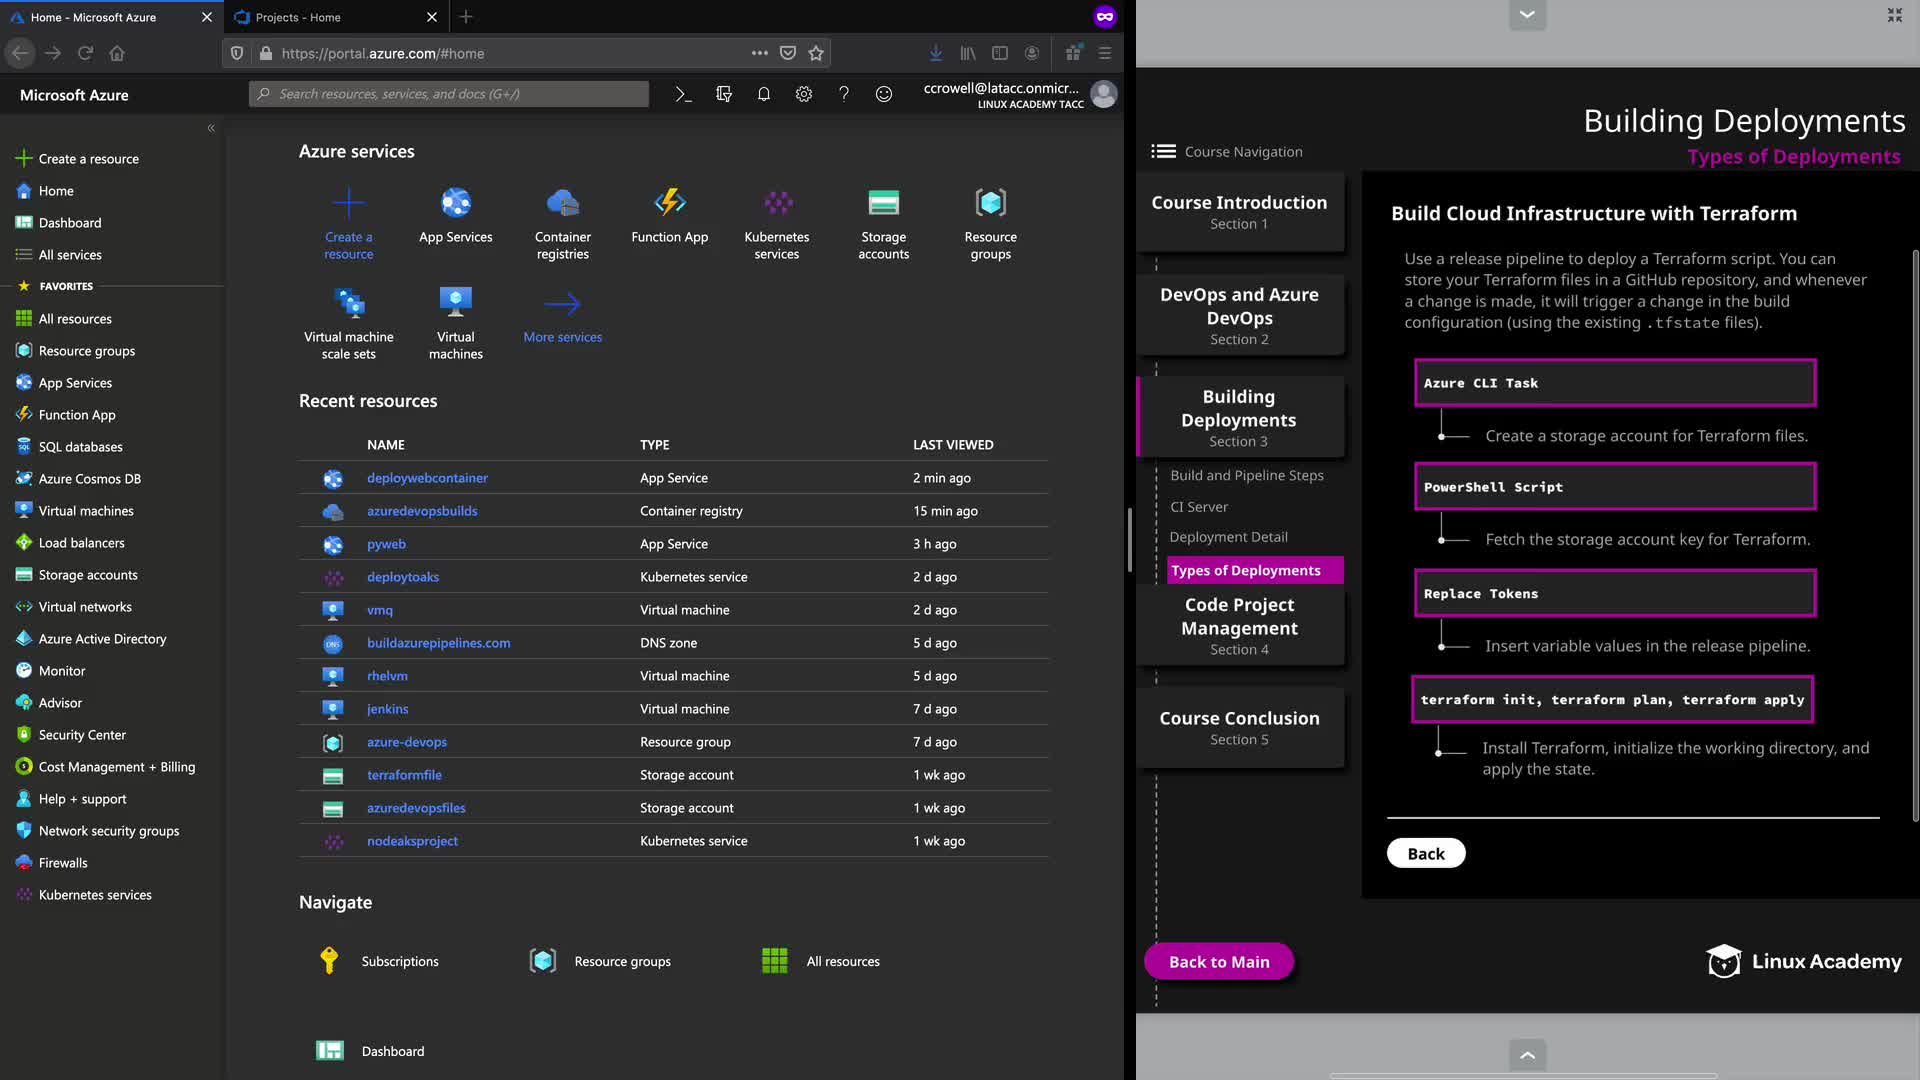 Home - Microsoft Azure
Projects - Home
https://portal.azure.com/#home
Microsoft Azure
Search resources, services, and docs (G+/)
ccrowell@latacc.onmicr...
LINUX ACADEMY TACC
Create a resource
Home
Dashboard
All services
FAVORITES
All resources
Resource groups
App Services
Function App
SQL databases
Azure Cosmos DB
Virtual machines
Load balancers
Storage accounts
Virtual networks
Azure Active Directory
Monitor
Advisor
Security Center
Cost Management + Billing
Help + support
Network security groups
Firewalls
Kubernetes services
Azure services
Create a resource
App Services
Container registries
Function App
Kubernetes services
Storage accounts
Resource groups
Virtual machine scale sets
Virtual machines
More services
Recent resources
NAME TYPE LAST VIEWED
deploywebcontainer App Service 2 min ago
azuredevopsbuilds Container registry 15 min ago
pyweb App Service 3 h ago
deploytoaks Kubernetes service 2 d ago
vmq Virtual machine 2 d ago
DNS buildazurepipelines.com DNS zone 5 d ago
rhelvm Virtual machine 5 d ago
jenkins Virtual machine 7 d ago
azure-devops Resource group 7 d ago
terraformfile Storage account 1 wk ago
azuredevopsfiles Storage account 1 wk ago
nodeaksproject Kubernetes service 1 wk ago
Navigate
Subscriptions
Resource groups
All resources
Dashboard
Building Deployments
Types of Deployments
Course Navigation
Course Introduction
Section 1
DevOps and Azure
DevOps
Section 2
Building
Deployments
Section 3
Build and Pipeline Steps
CI Server
Deployment Detail
Types of Deployments
Code Project
Management
Section 4
Course Conclusion
Section 5
Back to Main
Build Cloud Infrastructure with Terraform
Use a release pipeline to deploy a Terraform script. You can
store your Terraform files in a GitHub repository, and whenever
a change is made, it will trigger a change in the build
configuration (using the existing .tfstate files).
Azure CLI Task
Create a storage account for Terraform files.
PowerShell Script
Fetch the storage account key for Terraform.
Replace Tokens
Insert variable values in the release pipeline.
terraform init, terraform plan, terraform apply
Install Terraform, initialize the working directory, and
apply the state.
Back
Linux Academy